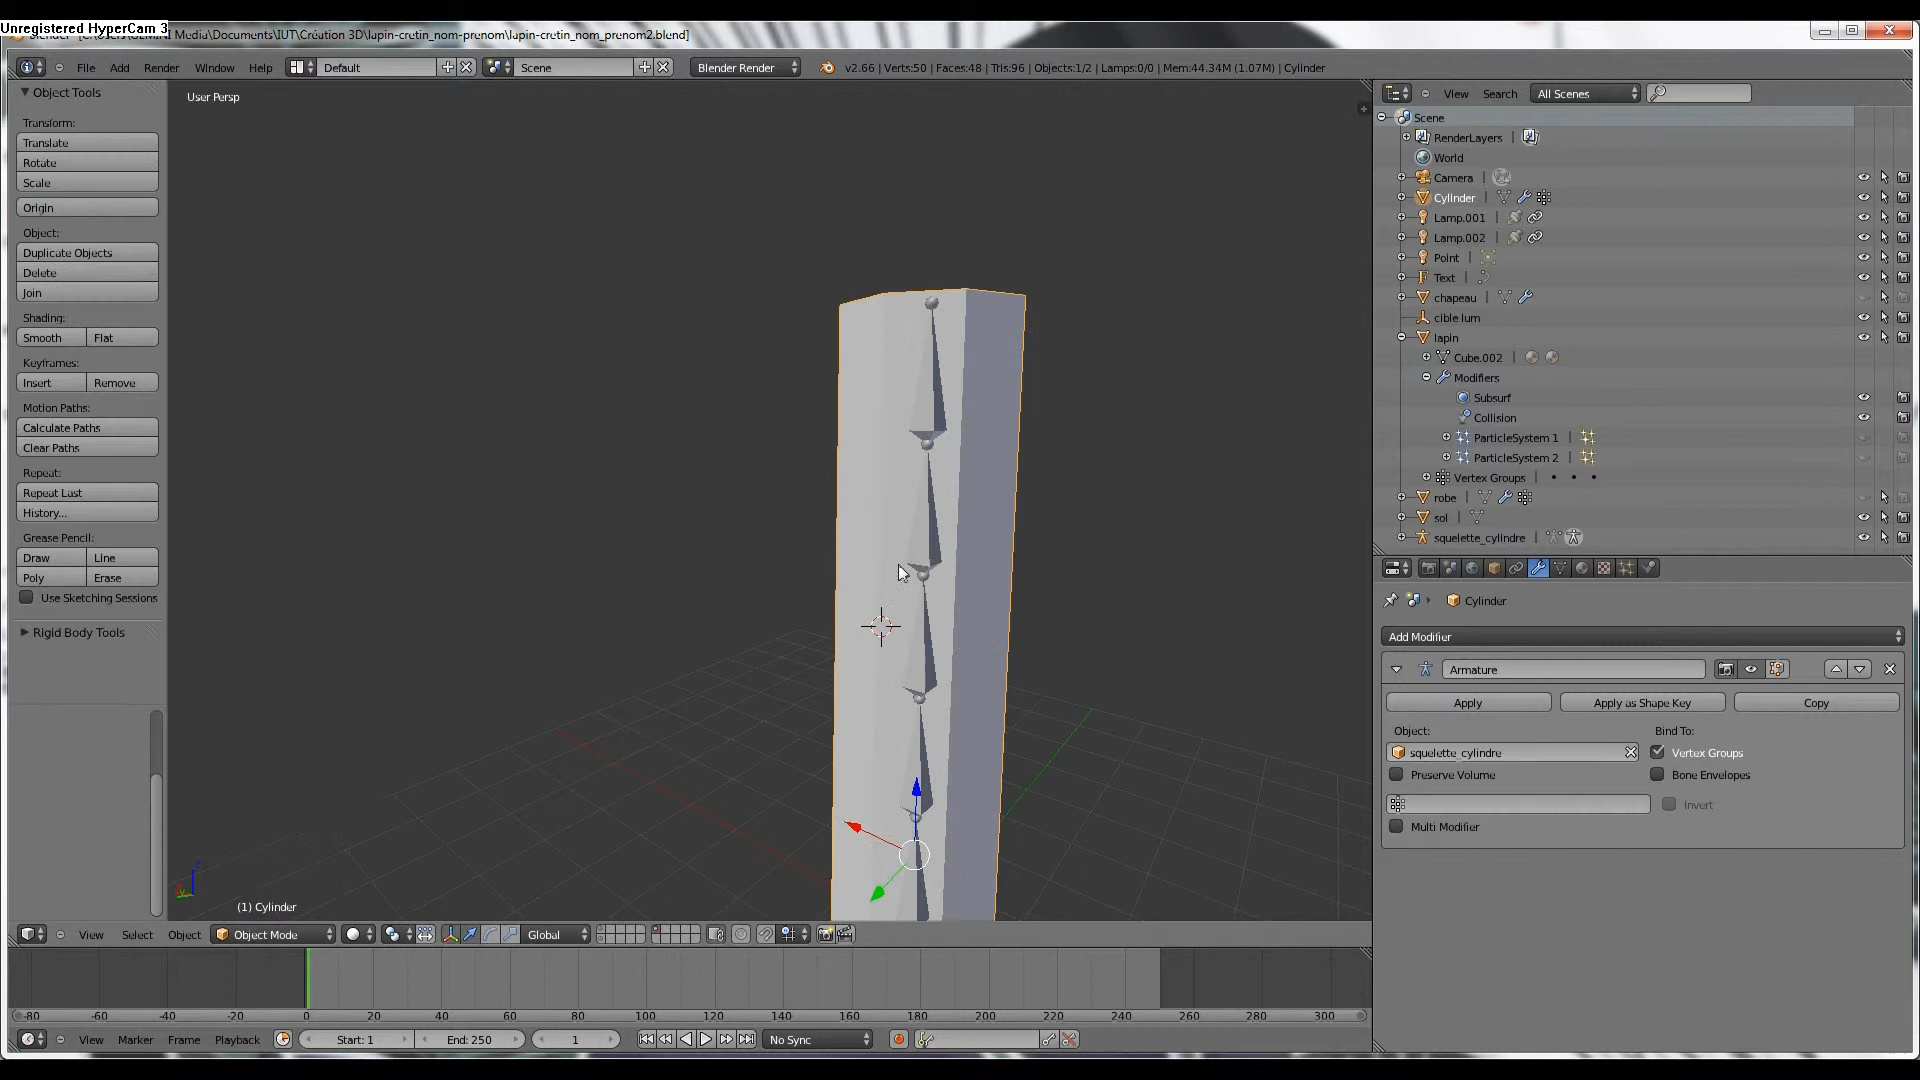 Unregistered HyperCam 3
Media\Documents\IUT\Création 3D\lapin-cretin_nom-prenom\lapin-cretin_nom_prenom2.blend]
File Add Render Window Help Default Scene Blender Render v2.66 | Verts:50 | Faces:48 | Tris:96 | Objects:1/2 | Lamps:0/0 | Mem:44.34M (1.07M) | Cylinder
Object Tools
Transform:
Translate
Rotate
Scale
Origin
Object:
Duplicate Objects
Delete
Join
Shading:
Smooth Flat
Keyframes:
Insert Remove
Motion Paths:
Calculate Paths
Clear Paths
Repeat:
Repeat Last
History...
Grease Pencil:
Draw Line
Poly Erase
Use Sketching Sessions
Rigid Body Tools
User Persp
(1) Cylinder
View Select Object Object Mode Global
-80 -60 -40 -20 0 20 40 60 80 100 120 140 160 180 200 220 240 260 280 300
View Marker Frame Playback Start: 1 End: 250 1 No Sync
View Search All Scenes
Scene
RenderLayers
World
Camera
Cylinder
Lamp.001
Lamp.002
Point
Text
chapeau
cible lum
lapin
Cube.002
Modifiers
Subsurf
Collision
ParticleSystem 1
ParticleSystem 2
Vertex Groups
robe
sol
squelette_cylindre
Cylinder
Add Modifier
Armature
Apply Apply as Shape Key Copy
Object: Bind To:
squelette_cylindre Vertex Groups
Preserve Volume Bone Envelopes
Invert
Multi Modifier